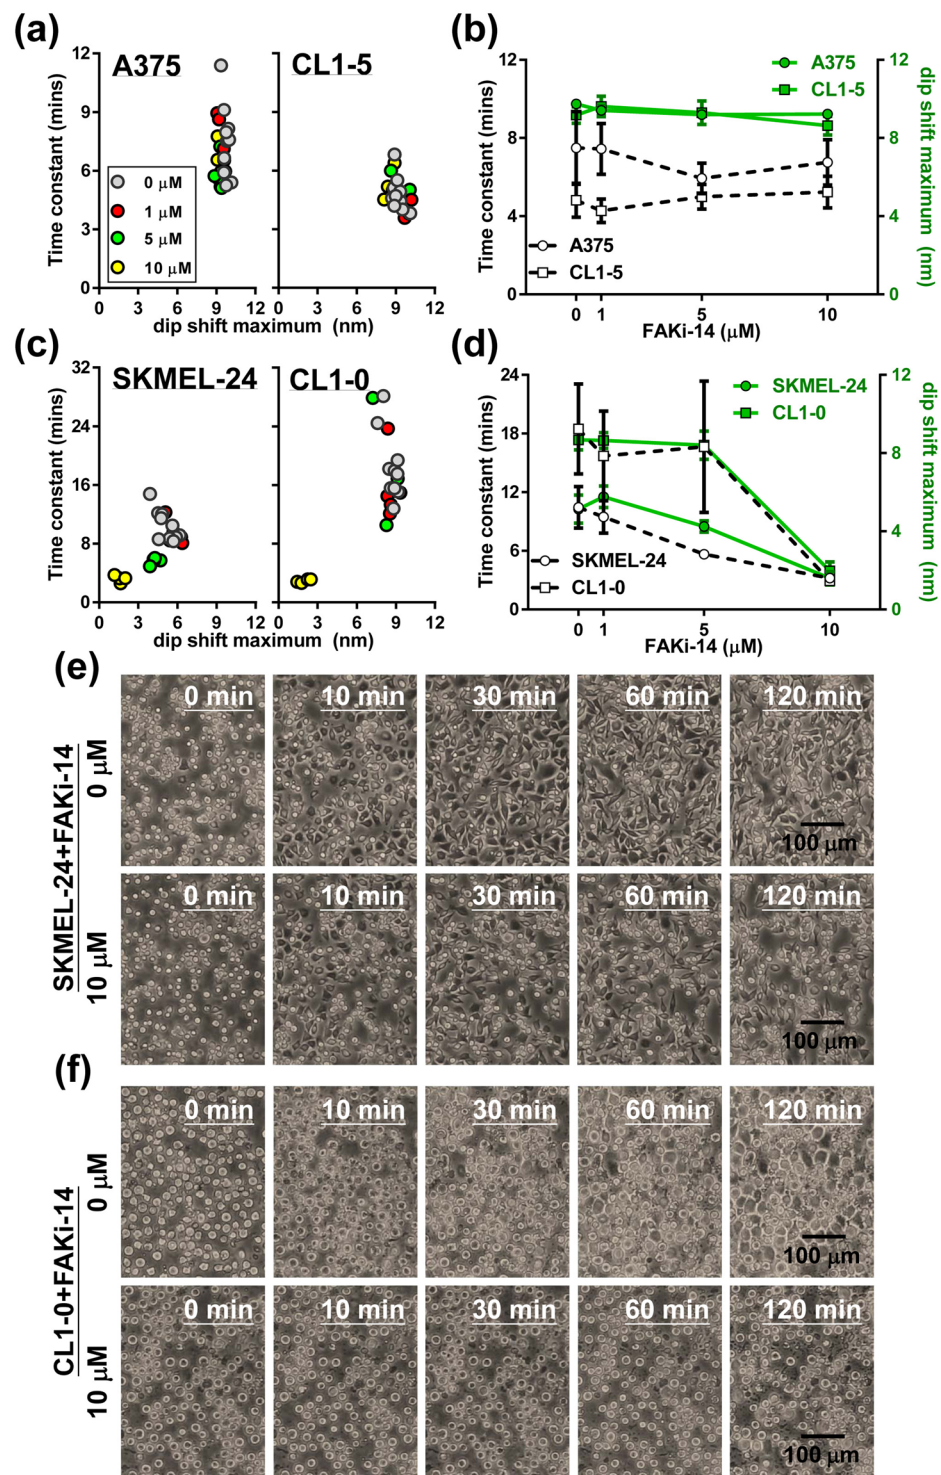 (a)
A375
CL1-5
Time constant (mins)
12
9
6
3
0
0 μM
1 μM
5 μM
10 μM
0 3 6 9 12
0 3 6 9 12
dip shift maximum (nm)
(b)
A375
CL1-5
Time constant (mins)
12
8
4
0
A375
CL1-5
12
8
4
0
dip shift maximum (nm)
0 1 5 10
FAKi-14 (μM)
(c)
SKMEL-24
CL1-0
Time constant (mins)
32
24
16
8
0
0 3 6 9 12
0 3 6 9 12
dip shift maximum (nm)
(d)
SKMEL-24
CL1-0
Time constant (mins)
24
18
12
6
0
SKMEL-24
CL1-0
12
8
4
0
dip shift maximum (nm)
0 1 5 10
FAKi-14 (μM)
(e)
SKMEL-24+FAKi-14
0 μM
0 min 10 min 30 min 60 min 120 min
100 μm
10 μM
0 min 10 min 30 min 60 min 120 min
100 μm
(f)
CL1-0+FAKi-14
0 μM
0 min 10 min 30 min 60 min 120 min
100 μm
10 μM
0 min 10 min 30 min 60 min 120 min
100 μm